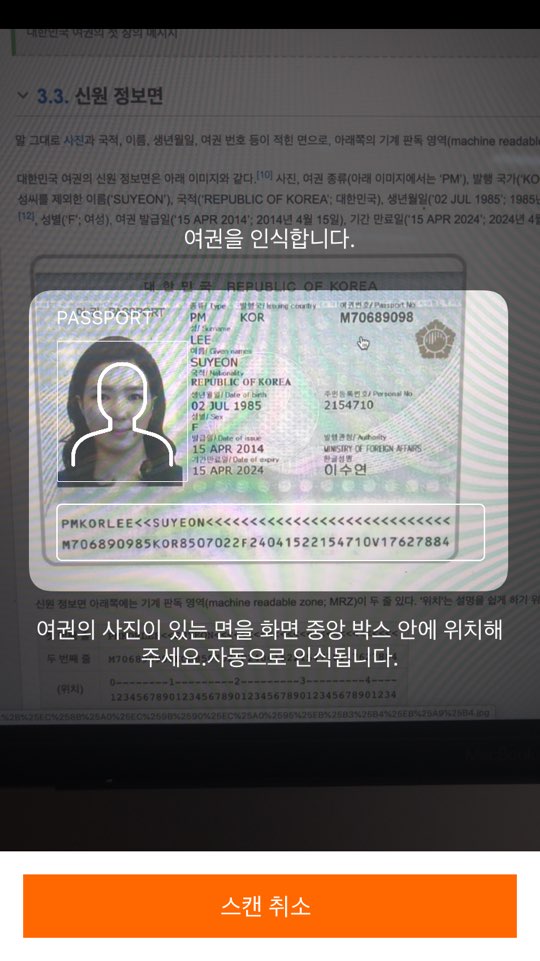 대한민국 여권의 첫 장의 메시지
3.3. 신원 정보면
말 그대로 사진과 국적, 이름, 생년월일, 여권 번호 등이 적힌 면으로, 아래쪽의 기계 판독 영역(machine readable
대한민국 여권의 신원 정보면은 아래 이미지와 같다.[10] 사진, 여권 종류(아래 이미지에서는 'PM'), 발행 국가('KO
성씨를 제외한 이름('SUYEON'), 국적('REPUBLIC OF KOREA'; 대한민국), 생년월일('02 JUL 1985'; 1985
[12], 성별('F'; 여성), 여권 발급일('15 APR 2014'; 2014년 4월 15일), 기간 만료일('15 APR 2024'; 2024년 4월
여권을 인식합니다.
대한민국 REPUBLIC OF KOREA
PASSPORT
종류/ Type 발행국/ Issuing country 여권번호/ Passport No
PM KOR M70689098
성/ Surname
LEE
이름/ Given names
SUYEON
국적/ Nationality
REPUBLIC OF KOREA
생년월일/ Date of birth 주민등록번호/ Personal No
02 JUL 1985 2154710
성별/ Sex
F
발급일/ Date of issue 발행관청/ Authority
15 APR 2014 MINISTRY OF FOREIGN AFFAIRS
기간만료일/ Date of expiry 한글성명
15 APR 2024 이수연
PMKORLEE<<SUYEON<<<<<<<<<<<<<<<<<<<<<<<<<<<<
M706890985KOR8507022F24041522154710V17627884
신원 정보면 아래쪽에는 기계 판독 영역(machine readable zone; MRZ)이 두 줄 있다. '위치'는 설명을 쉽게 하기 위
여권의 사진이 있는 면을 화면 중앙 박스 안에 위치해
주세요.자동으로 인식됩니다.
두 번째 줄
(위치)
0---------1---------2---------3---------4----
12345678901234567890123456789012345678901234
MacBook
스캔 취소